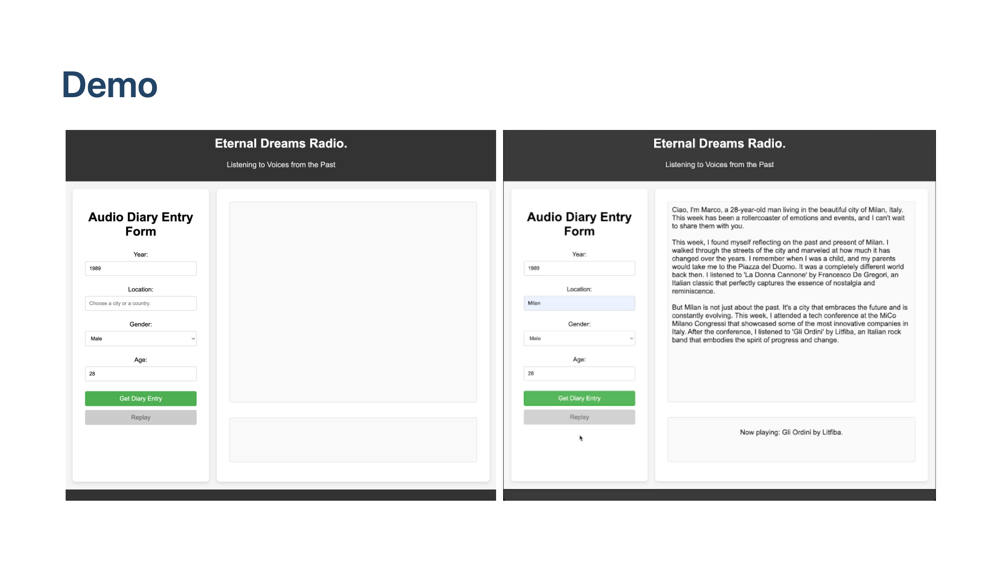 Demo
Eternal Dreams Radio.
Listening to Voices from the Past
Audio Diary Entry
Form
Year:
1989
Location:
Choose a city or a country.
Gender:
Male
Age:
28
Get Diary Entry
Replay
Eternal Dreams Radio.
Listening to Voices from the Past
Audio Diary Entry
Form
Year:
1989
Location:
Milan
Gender:
Male
Age:
28
Get Diary Entry
Replay
Ciao, I'm Marco, a 28-year-old man living in the beautiful city of Milan, Italy.
This week has been a rollercoaster of emotions and events, and I can't wait
to share them with you.
This week, I found myself reflecting on the past and present of Milan. I
walked through the streets of the city and marveled at how much it has
changed over the years. I remember when I was a child, and my parents
would take me to the Piazza del Duomo. It was a completely different world
back then. I listened to 'La Donna Cannone' by Francesco De Gregori, an
Italian classic that perfectly captures the essence of nostalgia and
reminiscence.
But Milan is not just about the past. It's a city that embraces the future and is
constantly evolving. This week, I attended a tech conference at the MiCo
Milano Congressi that showcased some of the most innovative companies in
Italy. After the conference, I listened to 'Gli Ordini' by Litfiba, an Italian rock
band that embodies the spirit of progress and change.
Now playing: Gli Ordini by Litfiba.